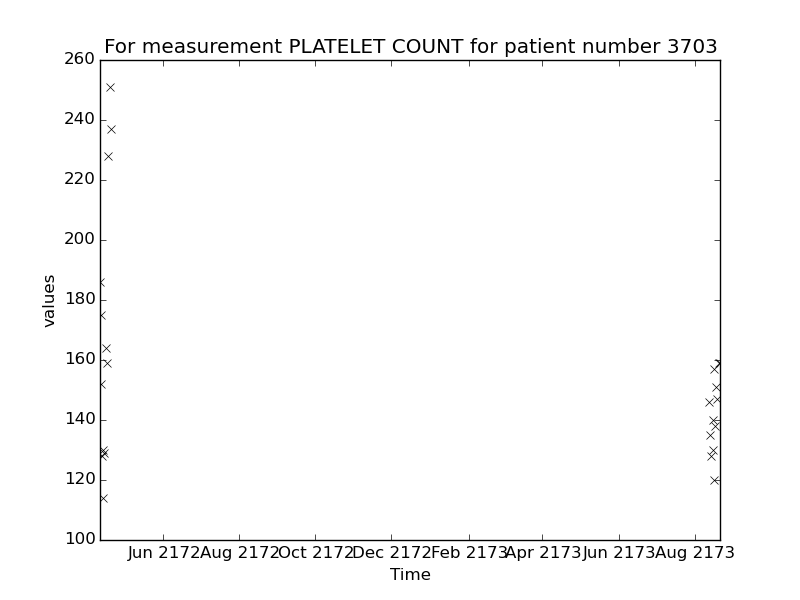 For measurement PLATELET COUNT for patient number 3703
260
240
220
200
180
160
140
120
100
values
Jun 2172 Aug 2172 Oct 2172 Dec 2172 Feb 2173 Apr 2173 Jun 2173 Aug 2173
Time